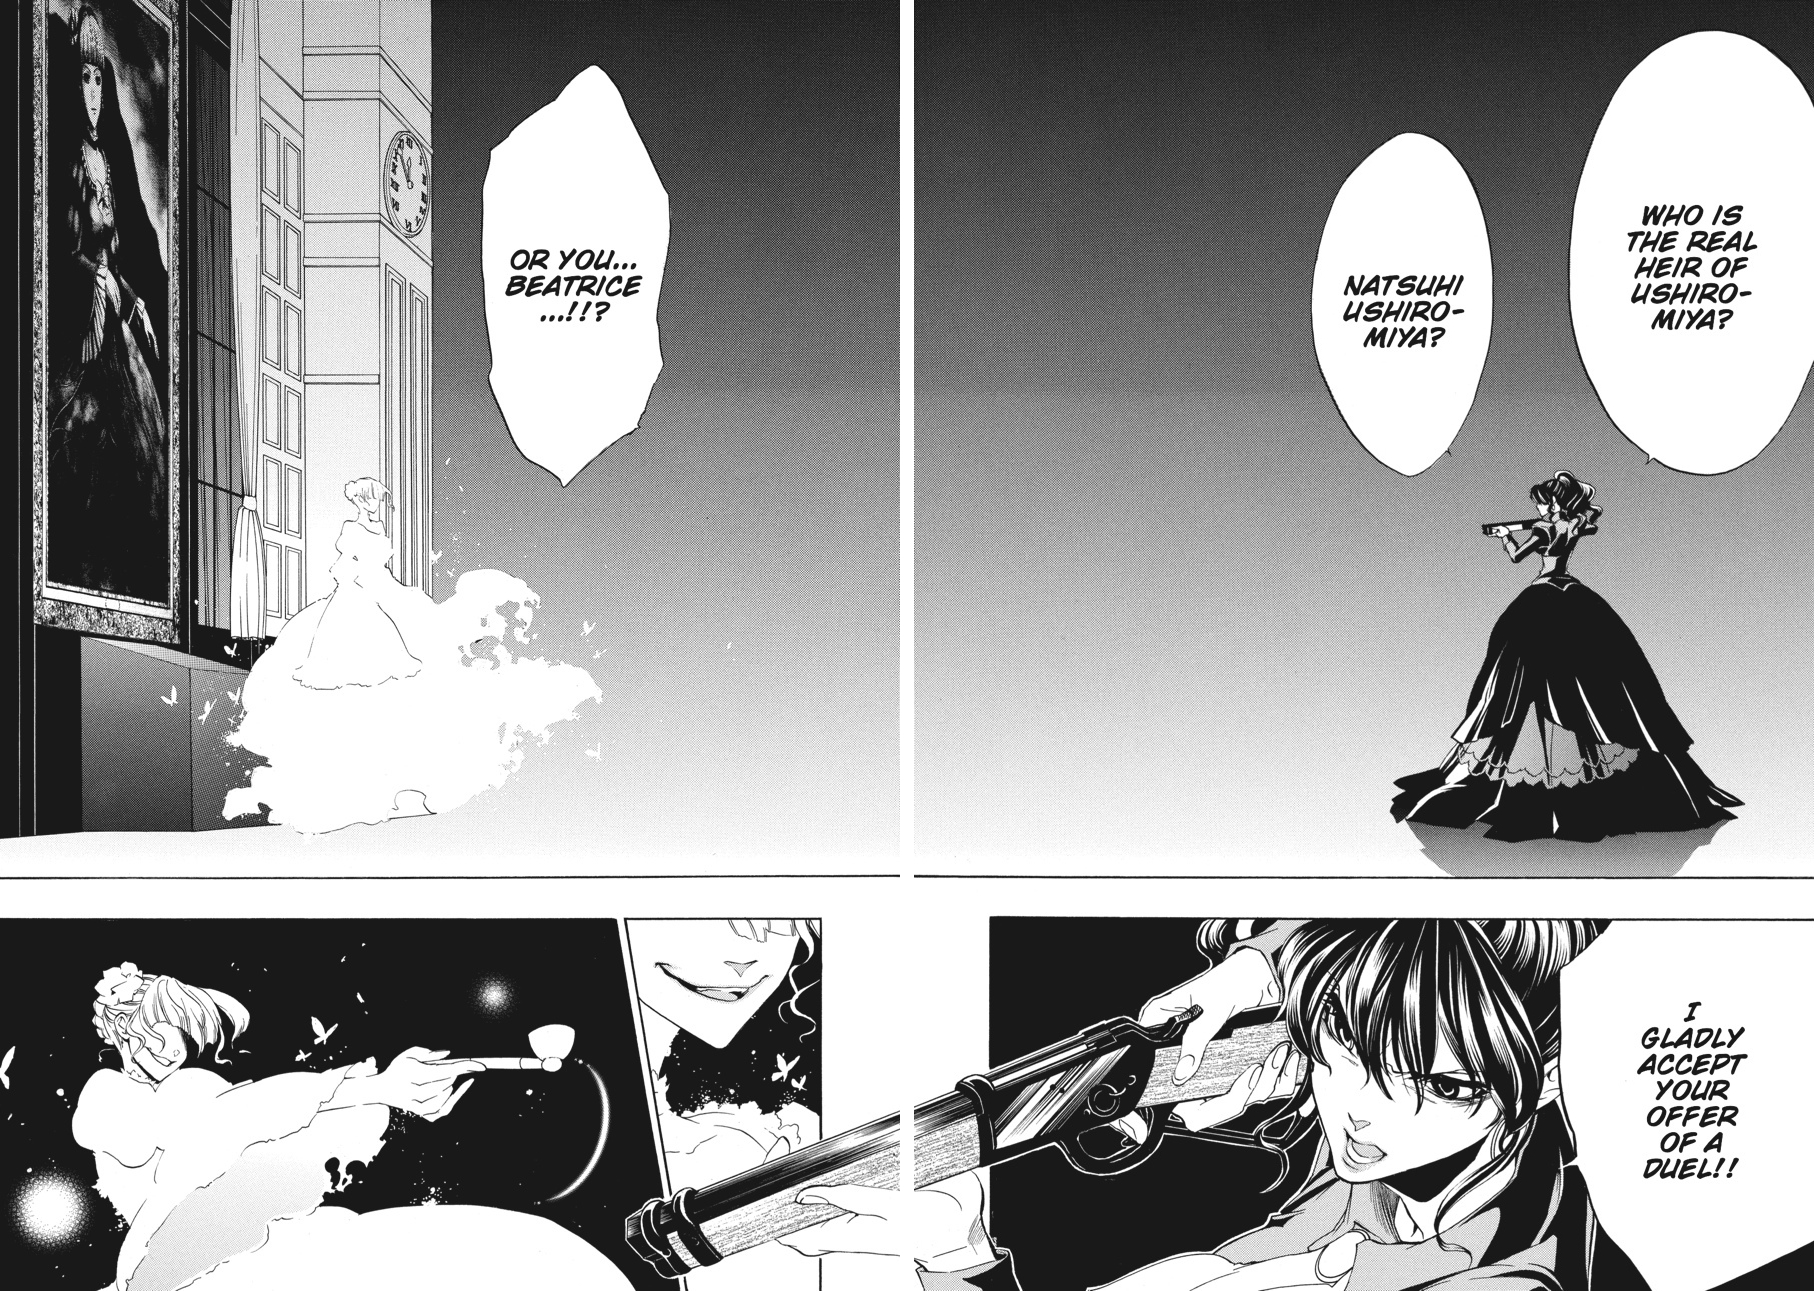 WHO IS
THE REAL
HEIR OF
USHIRO-
MIYA?
NATSUHI
USHIRO-
MIYA?
OR YOU...
BEATRICE
...!!?
I
GLADLY
ACCEPT
YOUR
OFFER
OF A
DUEL!!